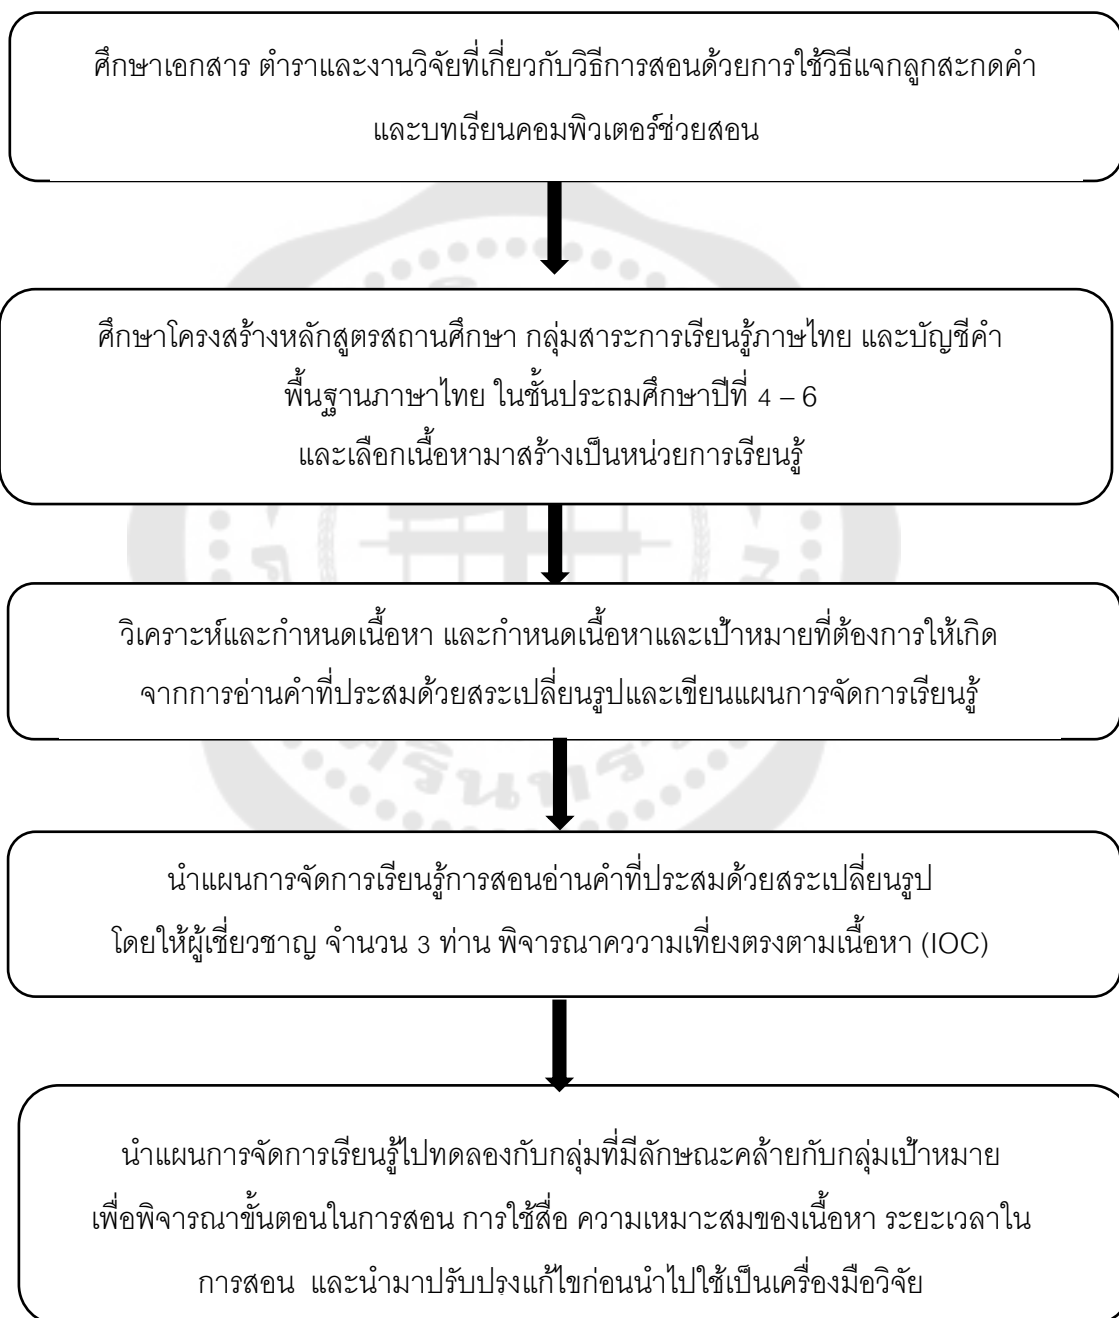 ศึกษาเอกสาร ตำราและงานวิจัยที่เกี่ยวกับวิธีการสอนด้วยการใช้วิธีแจกลูกสะกดคำ
และบทเรียนคอมพิวเตอร์ช่วยสอน
ศึกษาโครงสร้างหลักสูตรสถานศึกษา กลุ่มสาระการเรียนรู้ภาษไทย และบัญชีคำ
พื้นฐานภาษาไทย ในชั้นประถมศึกษาปีที่ 4 – 6
และเลือกเนื้อหามาสร้างเป็นหน่วยการเรียนรู้
วิเคราะห์และกำหนดเนื้อหา และกำหนดเนื้อหาและเป้าหมายที่ต้องการให้เกิด
จากการอ่านคำที่ประสมด้วยสระเปลี่ยนรูปและเขียนแผนการจัดการเรียนรู้
นำแผนการจัดการเรียนรู้การสอนอ่านคำที่ประสมด้วยสระเปลี่ยนรูป
โดยให้ผู้เชี่ยวชาญ จำนวน 3 ท่าน พิจารณาคววามเที่ยงตรงตามเนื้อหา (IOC)
นำแผนการจัดการเรียนรู้ไปทดลองกับกลุ่มที่มีลักษณะคล้ายกับกลุ่มเป้าหมาย
เพื่อพิจารณาขั้นตอนในการสอน การใช้สื่อ ความเหมาะสมของเนื้อหา ระยะเวลาใน
การสอน และนำมาปรับปรุงแก้ไขก่อนนำไปใช้เป็นเครื่องมือวิจัย